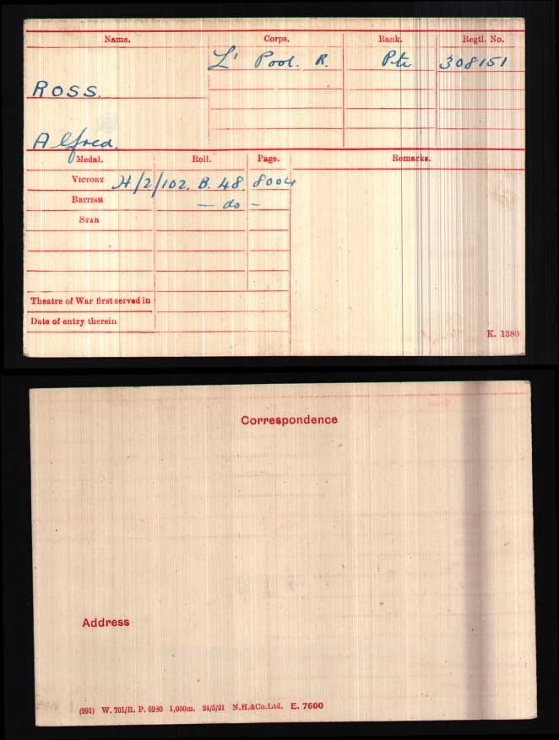 Name. Corps. Rank. Regtl. No.
L' Pool. R. Pte 308151
ROSS.
Alfred.
Medal. Roll. Page. Remarks.
VICTORY H/2/102. B. 48 8004
BRITISH — do —
STAR
Theatre of War first served in
Date of entry therein
K. 1380
Correspondence
Address
(991) W. 701/R. P. 6980 1,000m. 24/5/21 N.H.&Co.Ltd. E. 7600